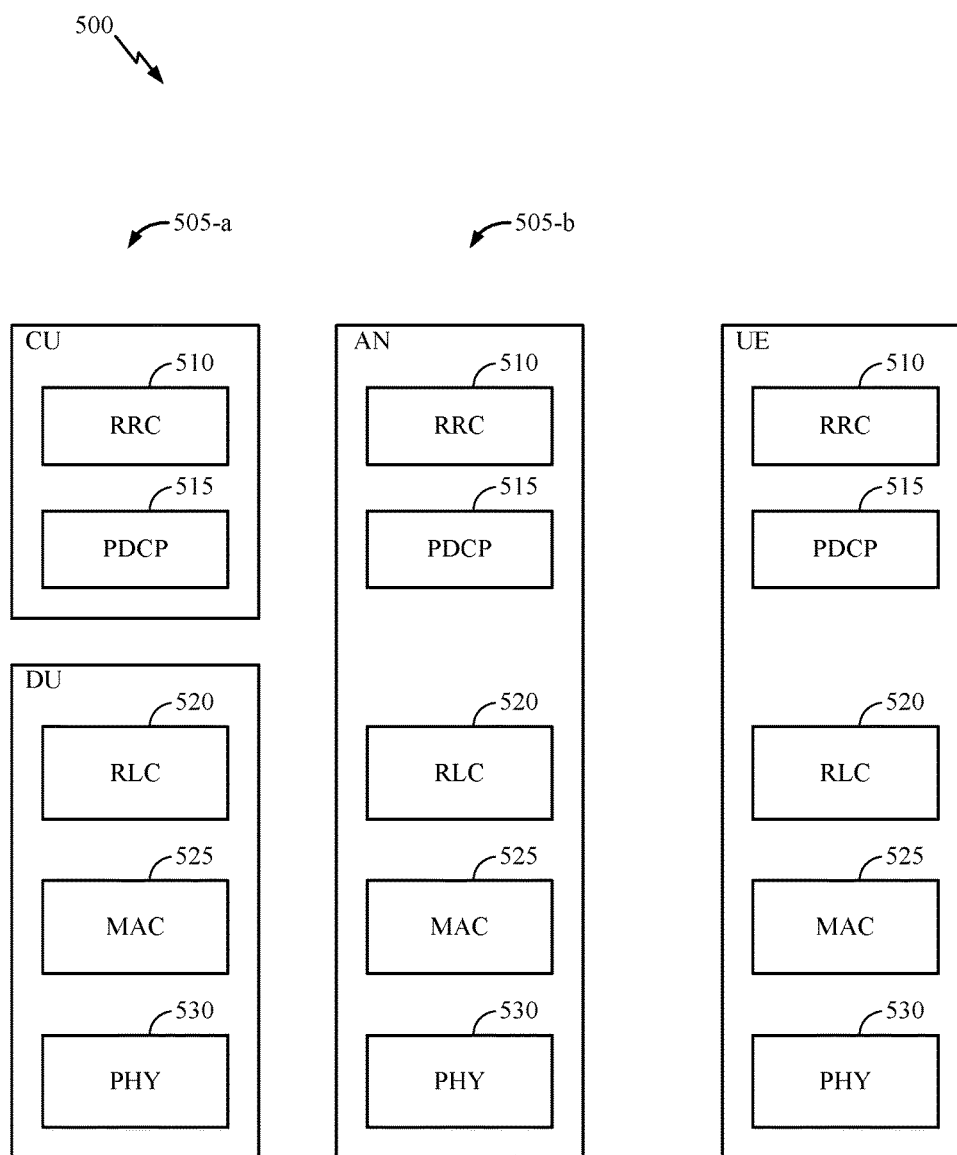 500
505-a 505-b
CU AN UE
510 510 510
RRC RRC RRC
515 515 515
PDCP PDCP PDCP
DU
520 520 520
RLC RLC RLC
525 525 525
MAC MAC MAC
530 530 530
PHY PHY PHY